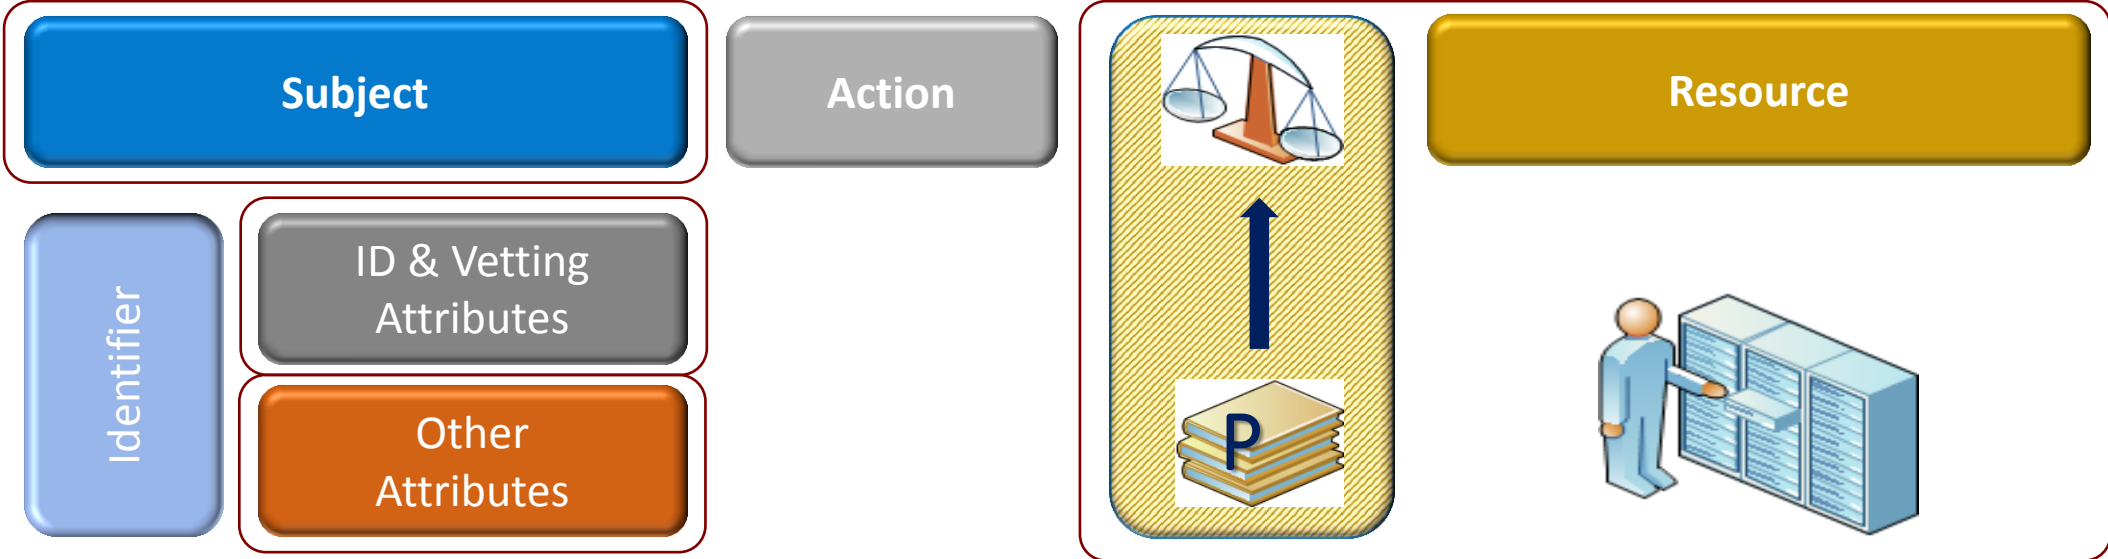 Subject
Action
Resource
Identifier
ID & Vetting
Attributes
Other
Attributes
P